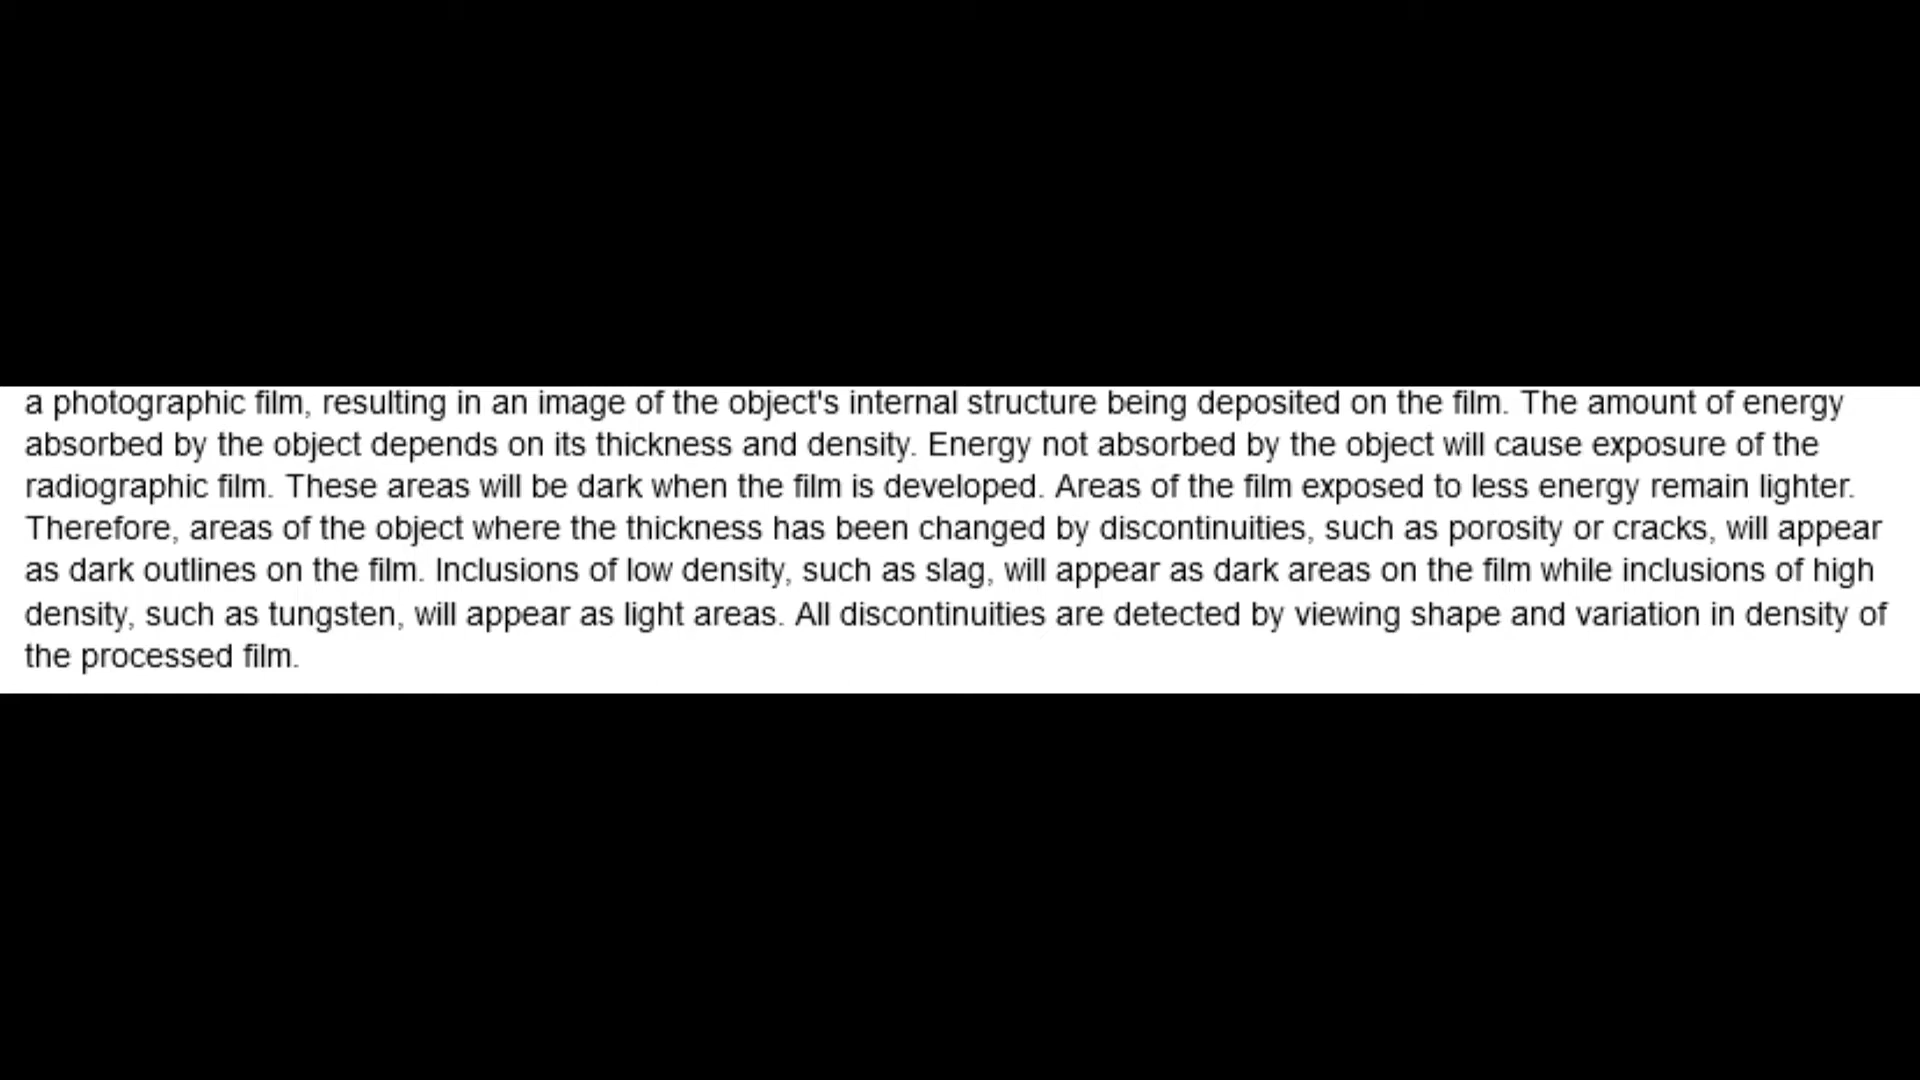 a photographic film, resulting in an image of the object's internal structure being deposited on the film. The amount of energy
absorbed by the object depends on its thickness and density. Energy not absorbed by the object will cause exposure of the
radiographic film. These areas will be dark when the film is developed. Areas of the film exposed to less energy remain lighter.
Therefore, areas of the object where the thickness has been changed by discontinuities, such as porosity or cracks, will appear
as dark outlines on the film. Inclusions of low density, such as slag, will appear as dark areas on the film while inclusions of high
density, such as tungsten, will appear as light areas. All discontinuities are detected by viewing shape and variation in density of
the processed film.